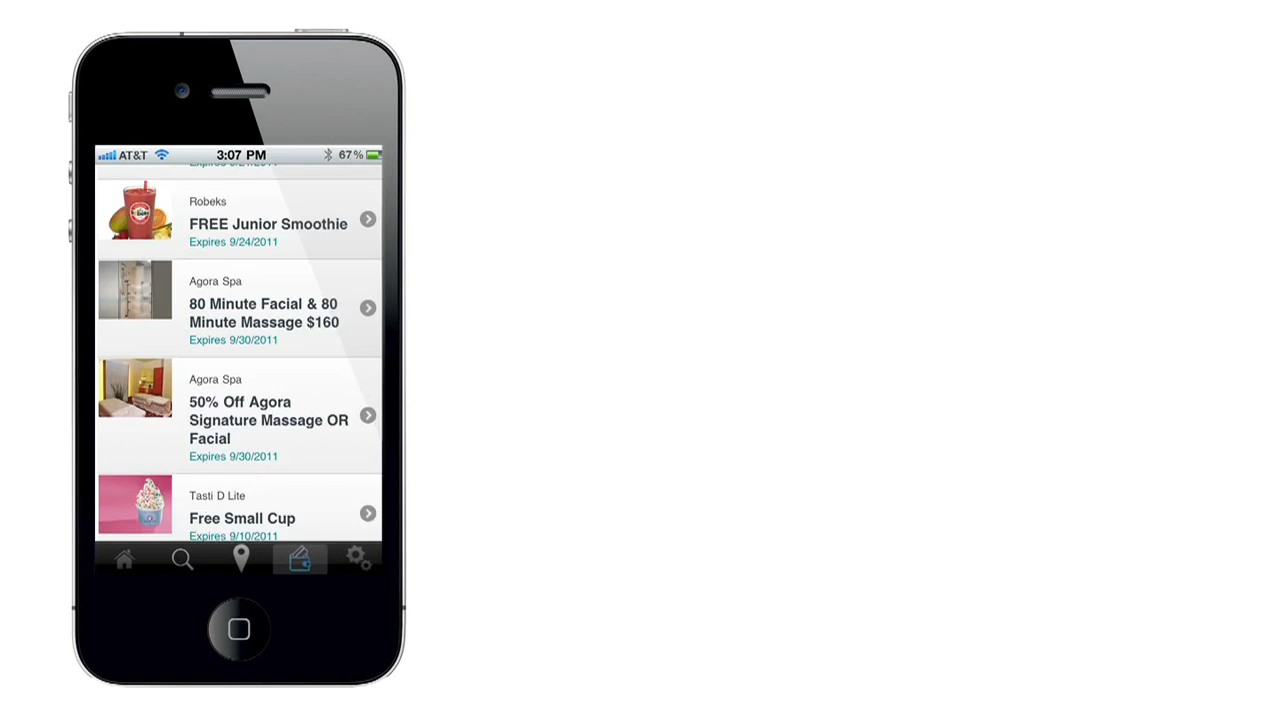 AT&T 3:07 PM 67%
Robeks
FREE Junior Smoothie
Expires 9/24/2011
Agora Spa
80 Minute Facial & 80
Minute Massage $160
Expires 9/30/2011
Agora Spa
50% Off Agora
Signature Massage OR
Facial
Expires 9/30/2011
Tasti D Lite
Free Small Cup
Expires 9/10/2011